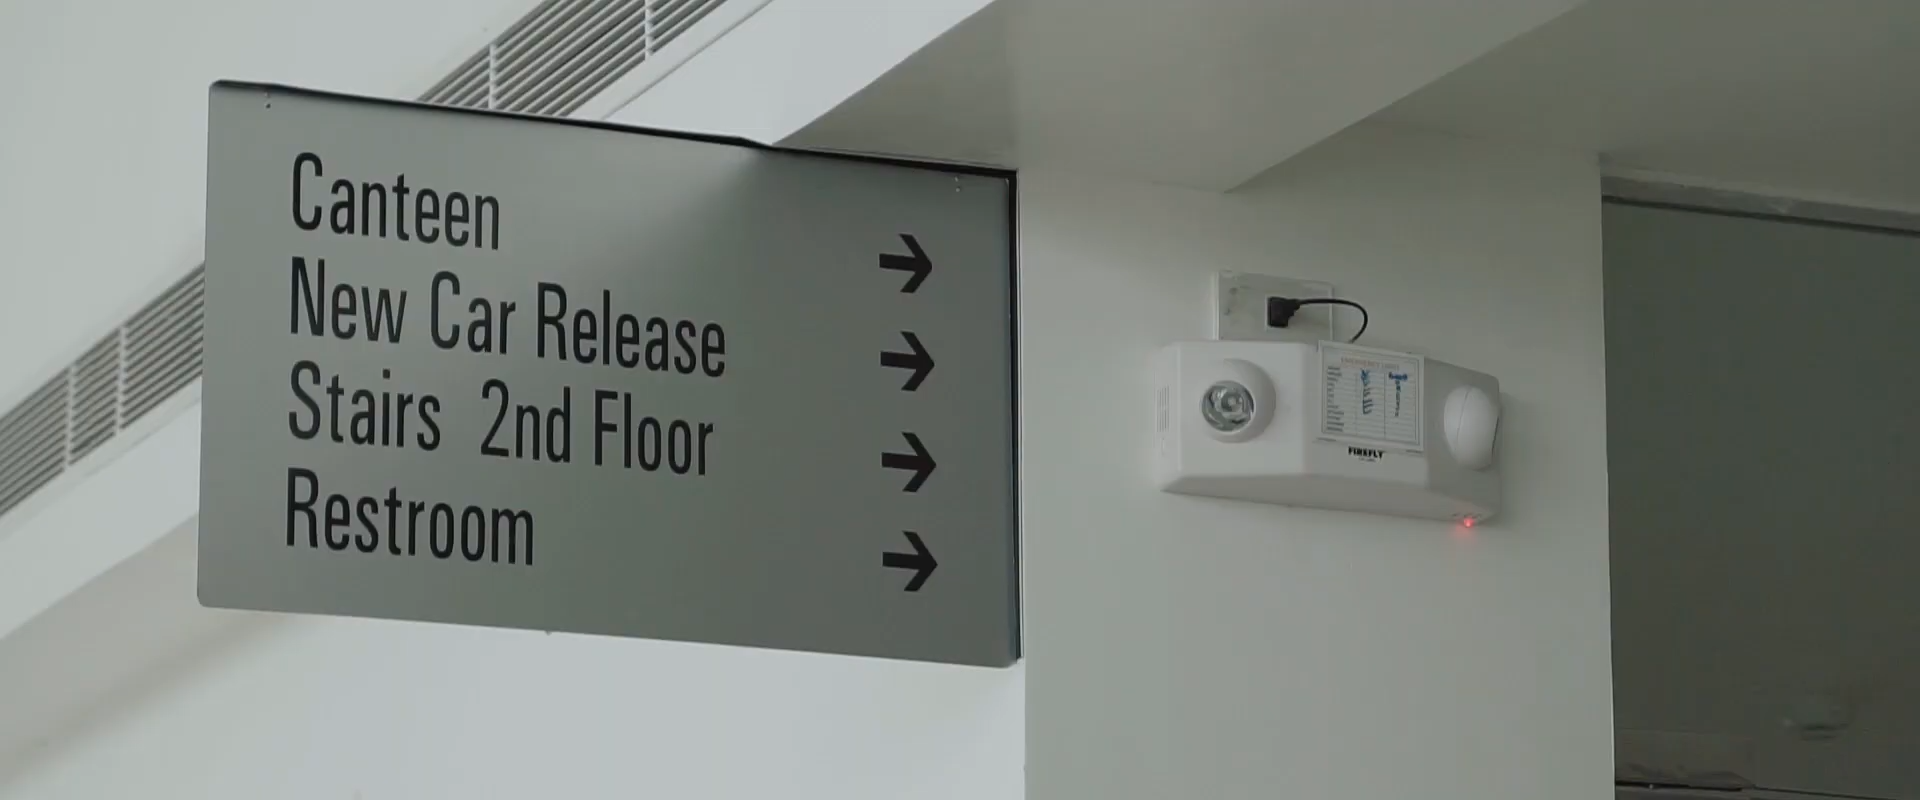 Canteen →
New Car Release →
Stairs 2nd Floor →
Restroom →
FIREFLY